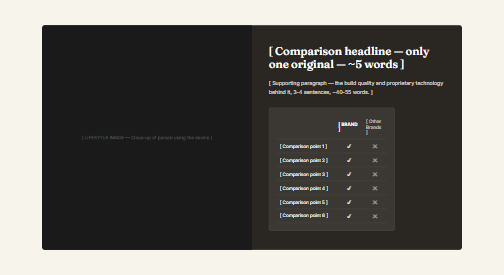 [ LIFESTYLE IMAGE — Close-up of person using the device ]
[ Comparison headline — only
one original — ~5 words ]
[ Supporting paragraph — the build quality and proprietary technology
behind it, 3–4 sentences, ~40–55 words. ]
[ BRAND
]
[ Other
Brands
]
[ Comparison point 1 ] ✓ ✕
[ Comparison point 2 ] ✓ ✕
[ Comparison point 3 ] ✓ ✕
[ Comparison point 4 ] ✓ ✕
[ Comparison point 5 ] ✓ ✕
[ Comparison point 6 ] ✓ ✕